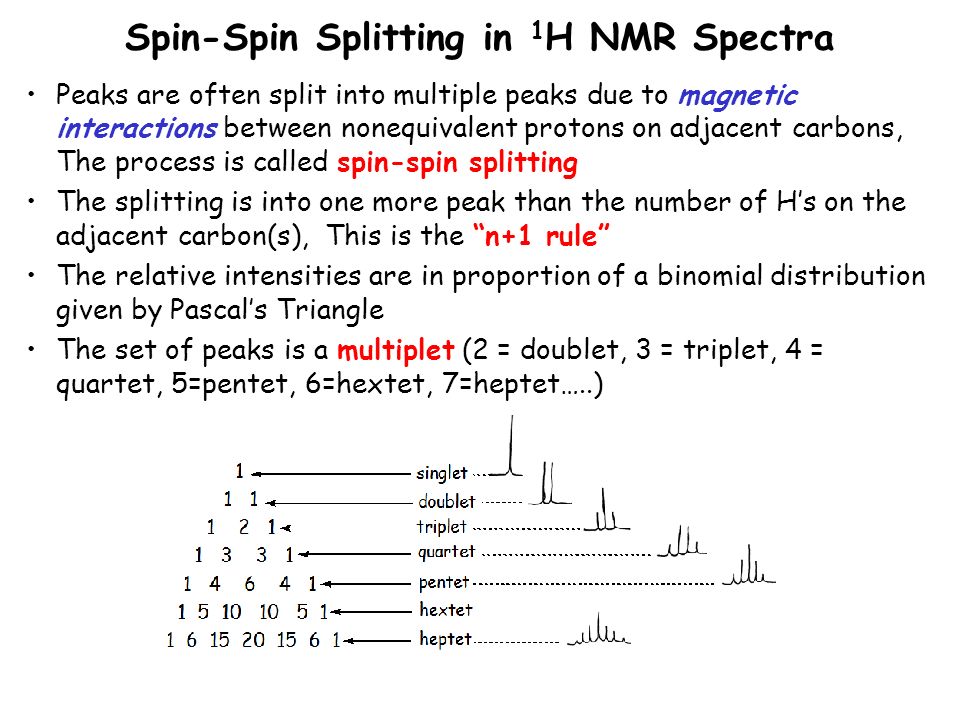 Spin-Spin Splitting in ¹H NMR Spectra
• Peaks are often split into multiple peaks due to magnetic
interactions between nonequivalent protons on adjacent carbons,
The process is called spin-spin splitting
• The splitting is into one more peak than the number of H’s on the
adjacent carbon(s), This is the “n+1 rule”
• The relative intensities are in proportion of a binomial distribution
given by Pascal’s Triangle
• The set of peaks is a multiplet (2 = doublet, 3 = triplet, 4 =
quartet, 5=pentet, 6=hextet, 7=heptet…..)
1 singlet
1 1 doublet
1 2 1 triplet
1 3 3 1 quartet
1 4 6 4 1 pentet
1 5 10 10 5 1 hextet
1 6 15 20 15 6 1 heptet